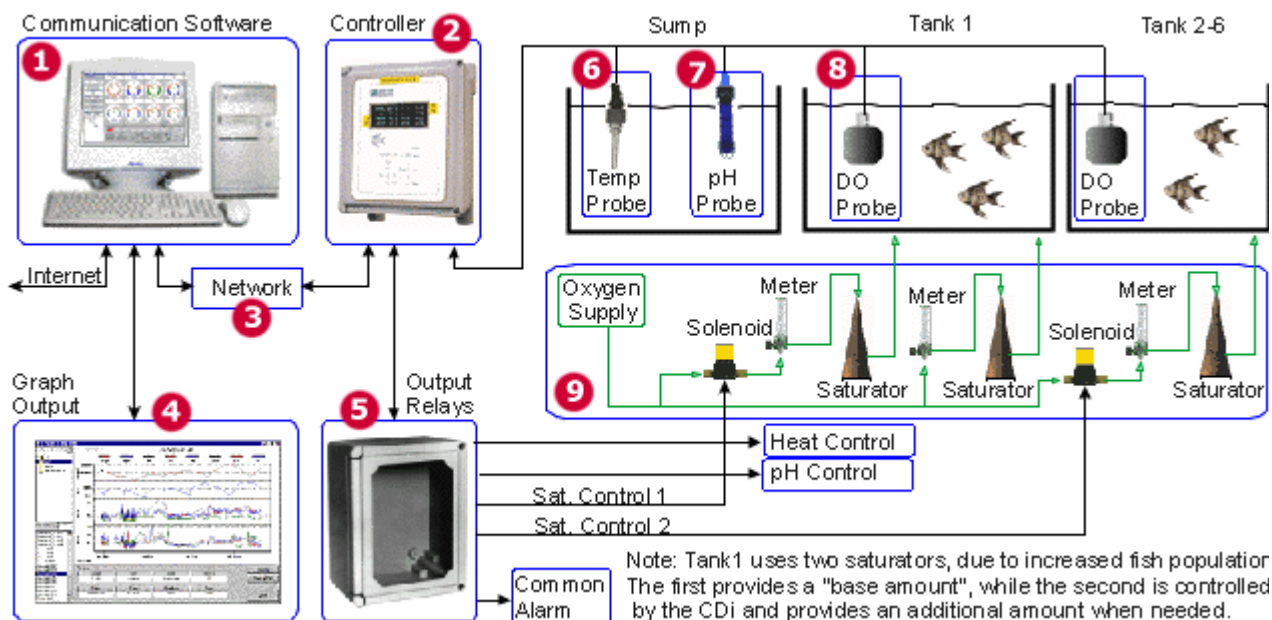 Communication Software
Controller
Sump
Tank 1
Tank 2-6
1
2
6
7
8
Temp
Probe
pH
Probe
DO
Probe
DO
Probe
Internet
Network
3
Oxygen
Supply
Solenoid
Meter
Saturator
Meter
Saturator
Solenoid
Meter
Saturator
9
Graph
Output
4
5
Output
Relays
Heat Control
pH Control
Sat. Control 1
Sat. Control 2
Common
Alarm
Note: Tank1 uses two saturators, due to increased fish population
The first provides a "base amount", while the second is controlled
by the CDi and provides an additional amount when needed.